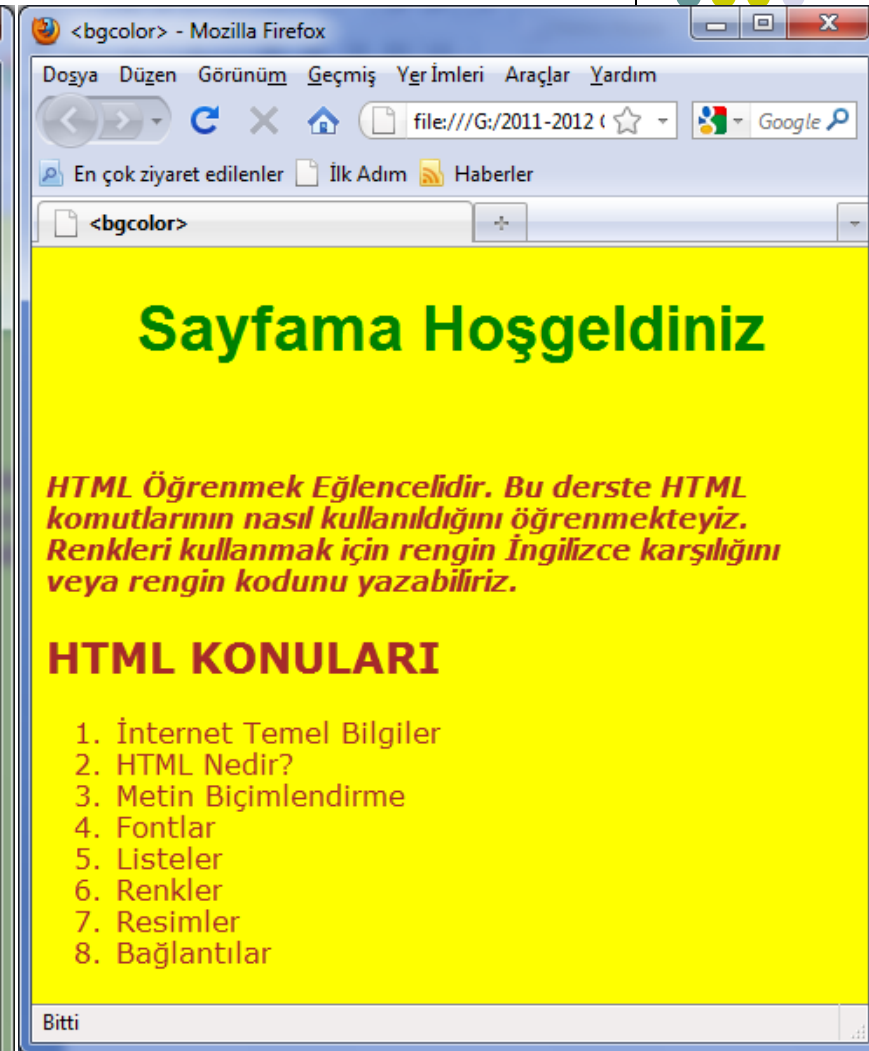 <bgcolor> - Mozilla Firefox
Dosya Düzen Görünüm Geçmiş Yer İmleri Araçlar Yardım
file:///G:/2011-2012 Google
En çok ziyaret edilenler İlk Adım Haberler
<bgcolor>
Sayfama Hoşgeldiniz
HTML Öğrenmek Eğlencelidir. Bu derste HTML
komutlarının nasıl kullanıldığını öğrenmekteyiz.
Renkleri kullanmak için rengin İngilizce karşılığını
veya rengin kodunu yazabiliriz.
HTML KONULARI
1. İnternet Temel Bilgiler
2. HTML Nedir?
3. Metin Biçimlendirme
4. Fontlar
5. Listeler
6. Renkler
7. Resimler
8. Bağlantılar
Bitti